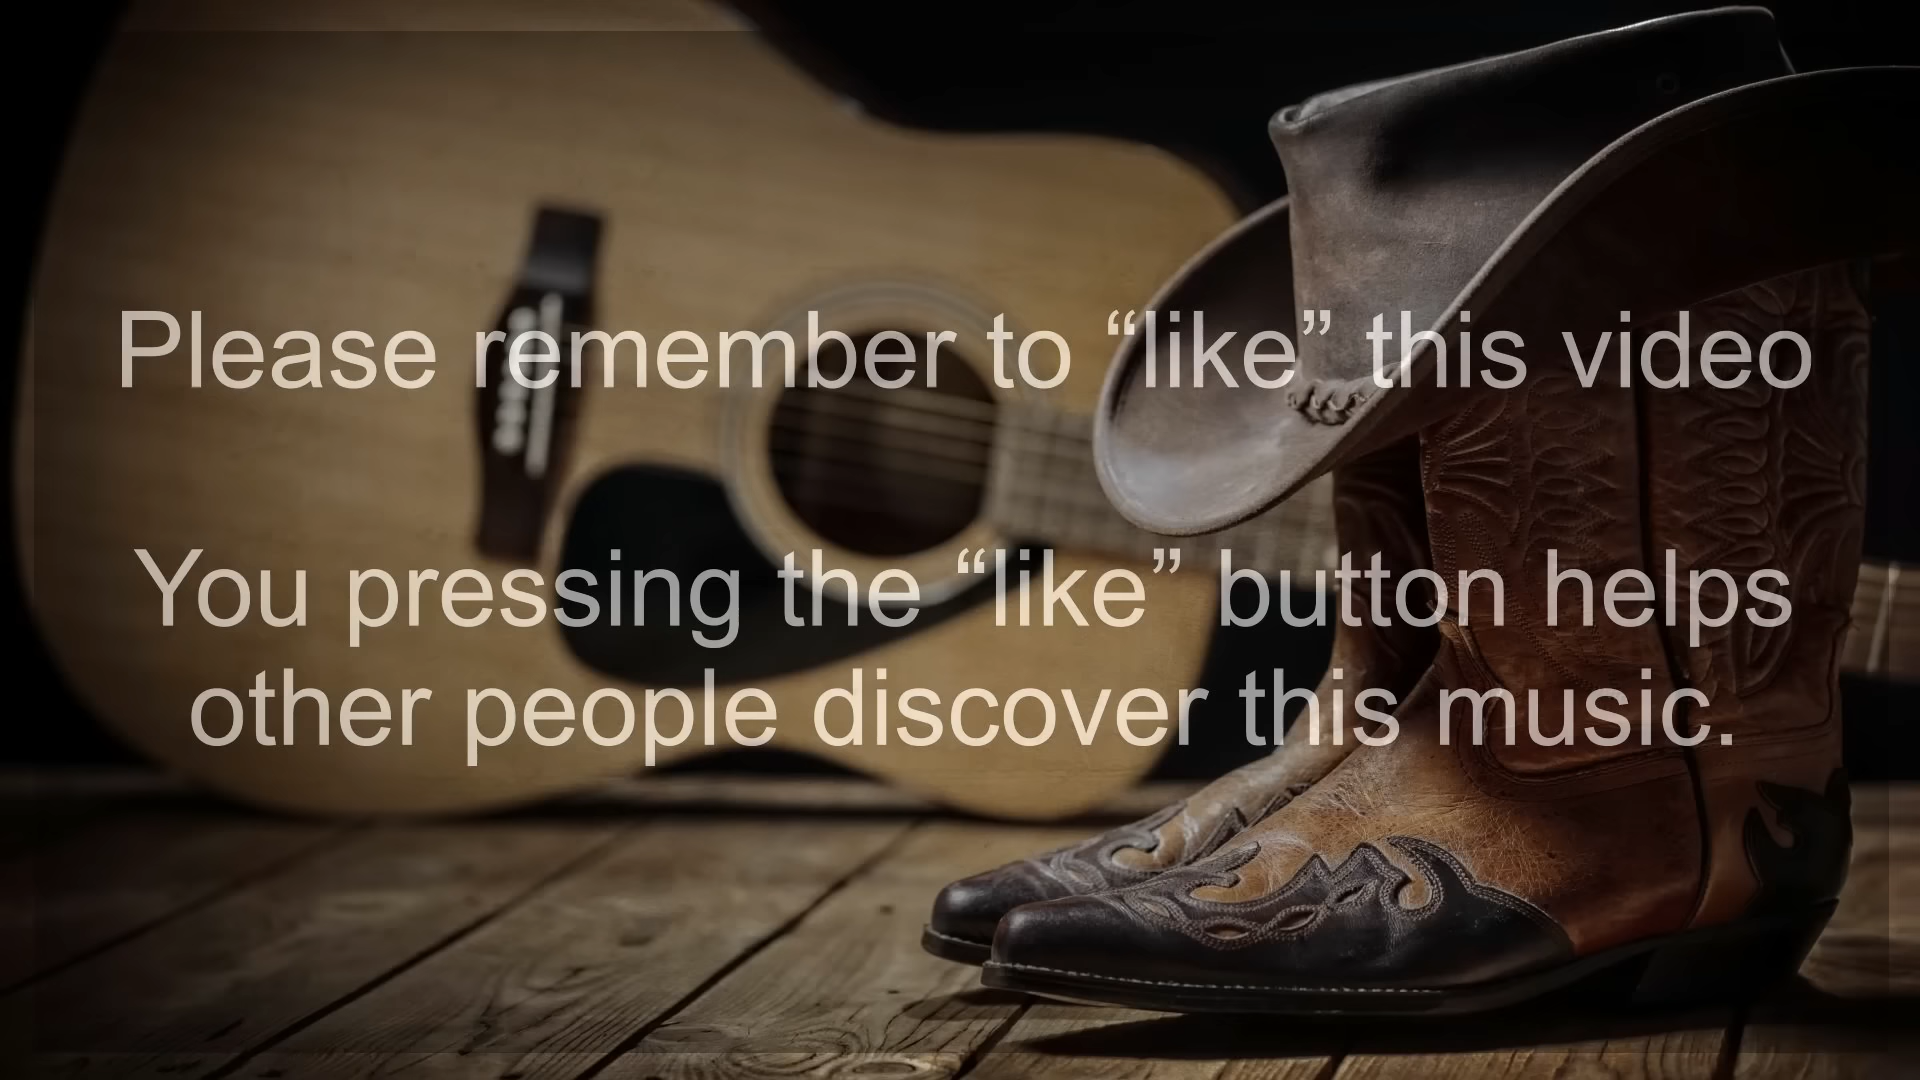 Please remember to “like” this video
You pressing the “like” button helps
other people discover this music.